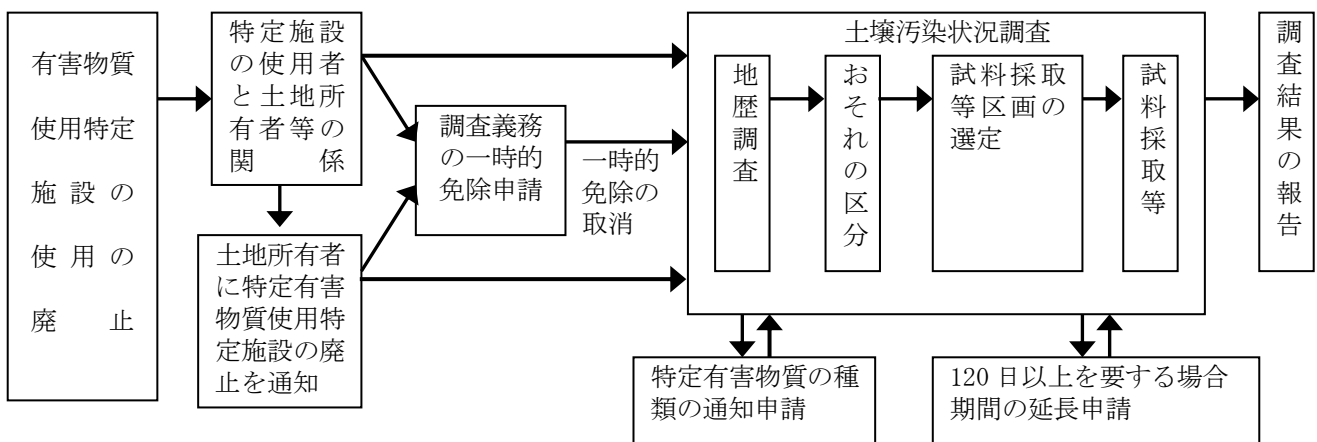 有害物質
使用特定
施設の
使用の
廃止
特定施設
の使用者
と土地所
有者等の
関係
土地所有者
に特定有害
物質使用特
定施設の廃
止を通知
調査義務
の一時的
免除申請
一時的
免除の
取消
土壌汚染状況調査
地歴調査
おそれの区分
試料採取
等区画の
選定
試料採取等
調査結果の報告
特定有害物質の種
類の通知申請
120 日以上を要する場合
期間の延長申請